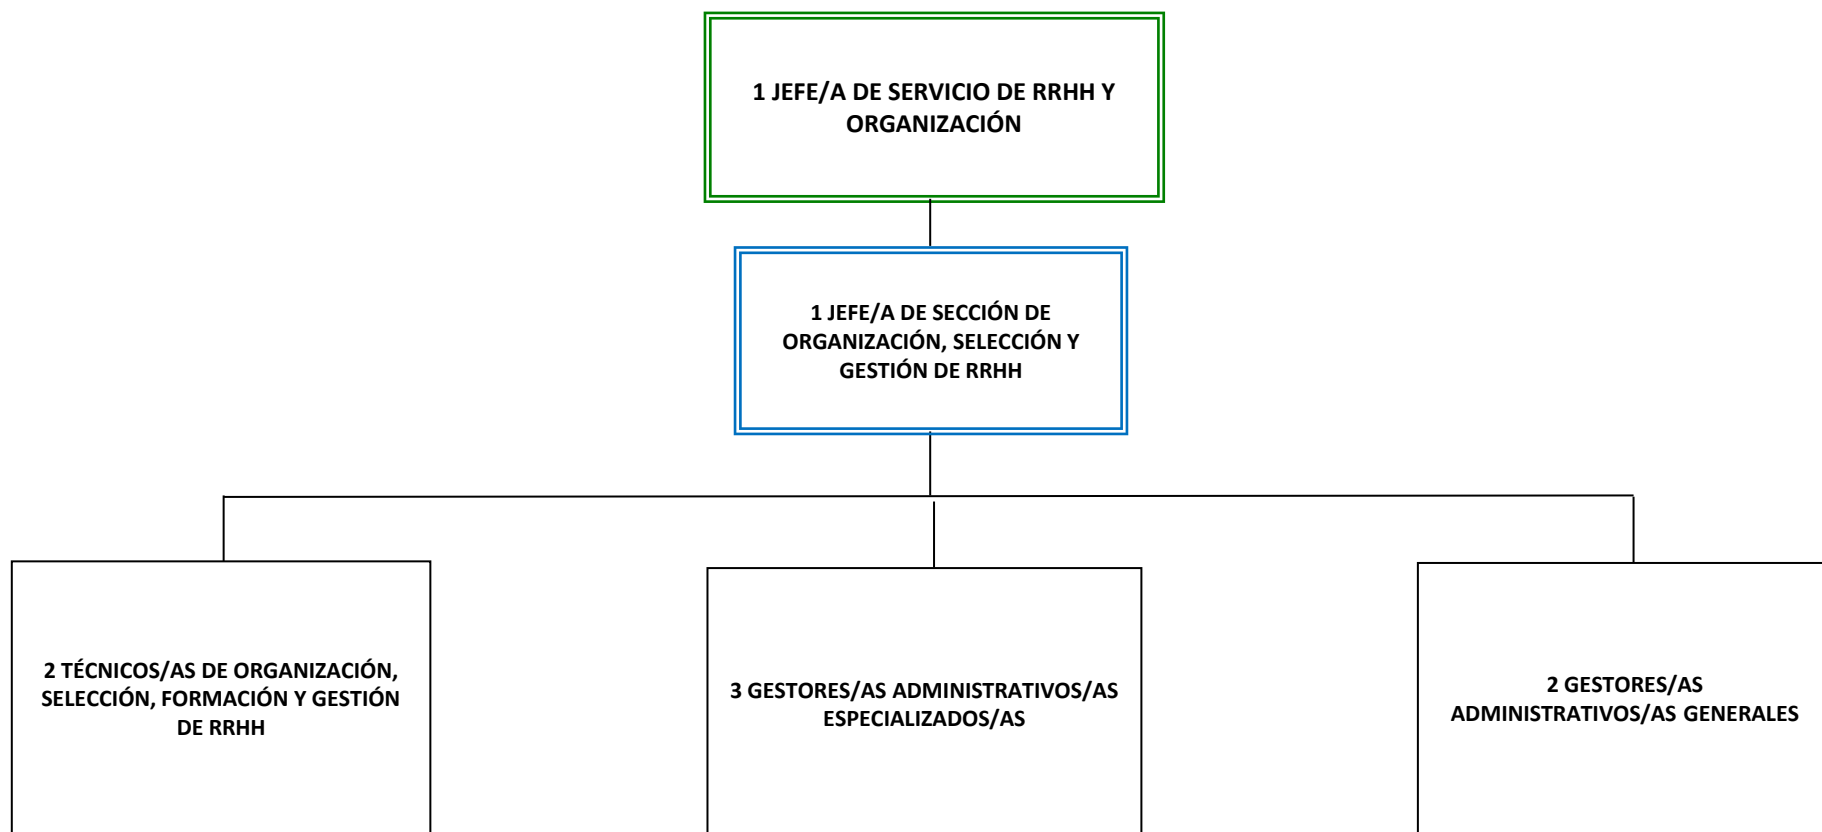 1 JEFE/A DE SERVICIO DE RRHH Y
ORGANIZACIÓN
1 JEFE/A DE SECCIÓN DE
ORGANIZACIÓN, SELECCIÓN Y
GESTIÓN DE RRHH
2 TÉCNICOS/AS DE ORGANIZACIÓN,
SELECCIÓN, FORMACIÓN Y GESTIÓN
DE RRHH
3 GESTORES/AS ADMINISTRATIVOS/AS
ESPECIALIZADOS/AS
2 GESTORES/AS
ADMINISTRATIVOS/AS GENERALES